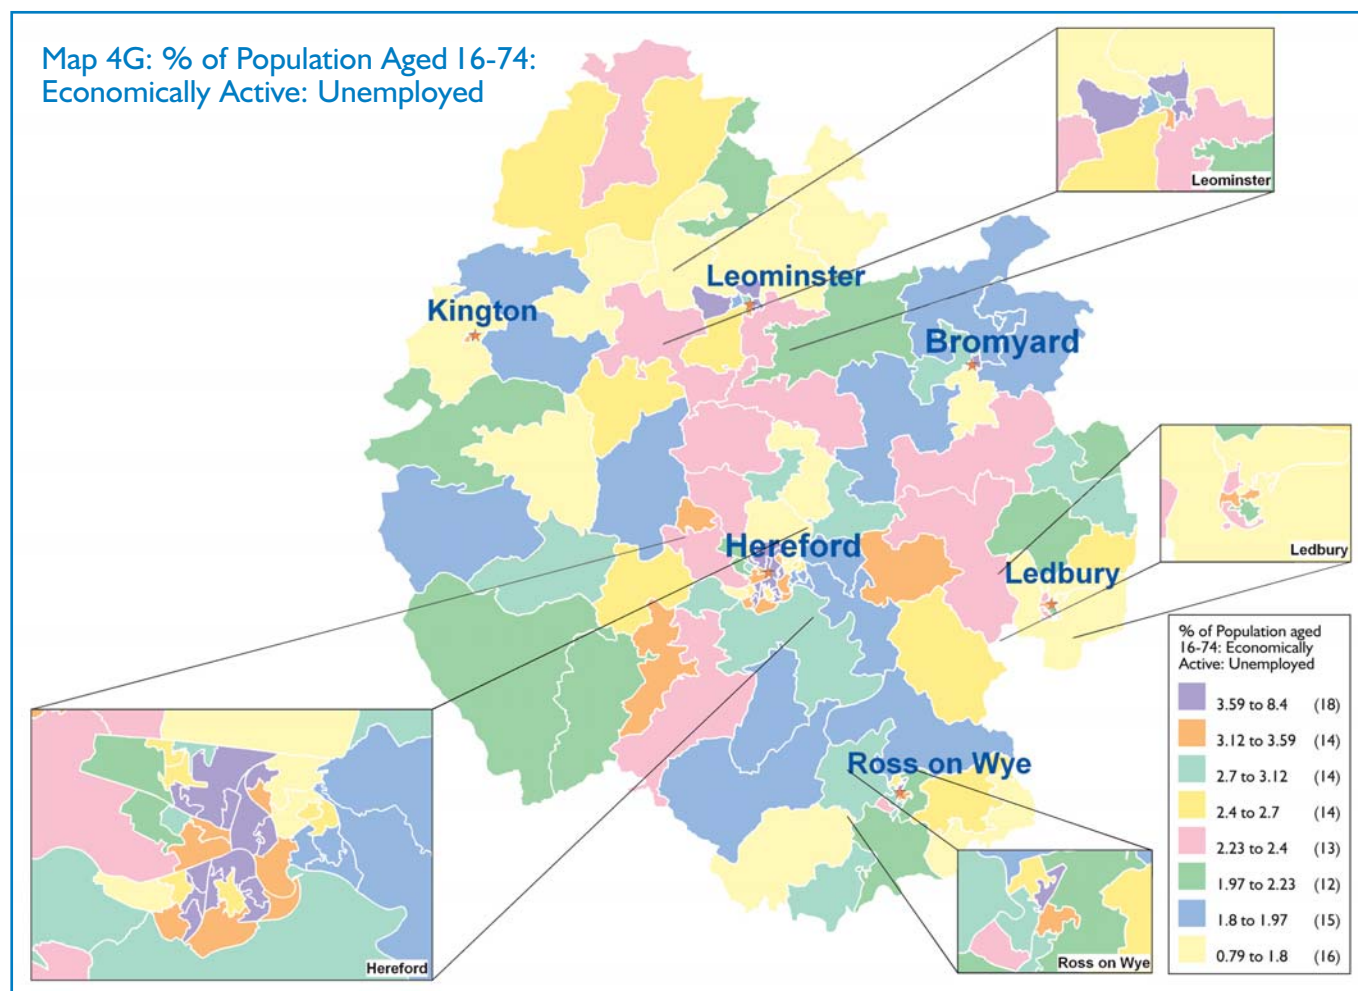 Map 4G: % of Population Aged 16-74:
Economically Active: Unemployed
Leominster
Leominster
Kington
Bromyard
Ledbury
Hereford
Ledbury
% of Population aged
16-74: Economically
Active: Unemployed
3.59 to 8.4 (18)
3.12 to 3.59 (14)
2.7 to 3.12 (14)
2.4 to 2.7 (14)
2.23 to 2.4 (13)
1.97 to 2.23 (12)
1.8 to 1.97 (15)
0.79 to 1.8 (16)
Ross on Wye
Hereford
Ross on Wye